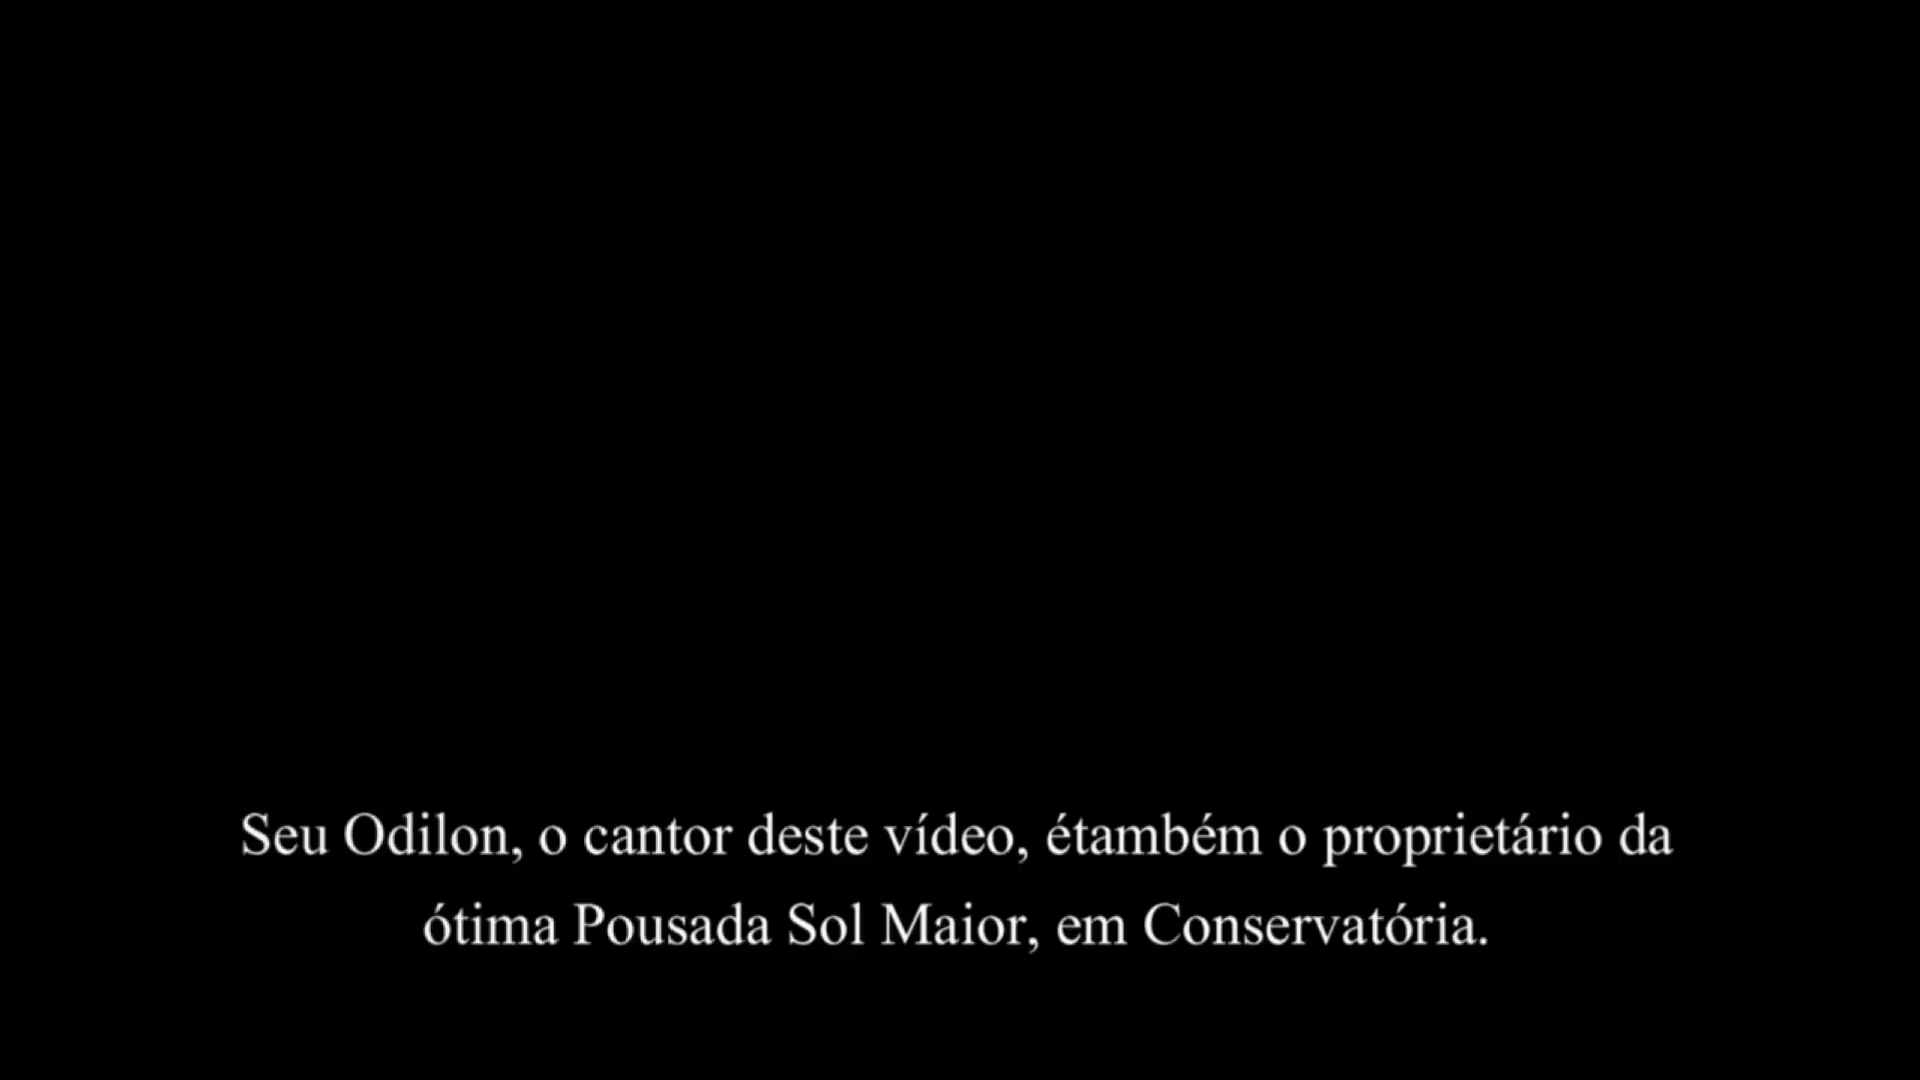 Seu Odilon, o cantor deste vídeo, étambém o proprietário da
ótima Pousada Sol Maior, em Conservatória.